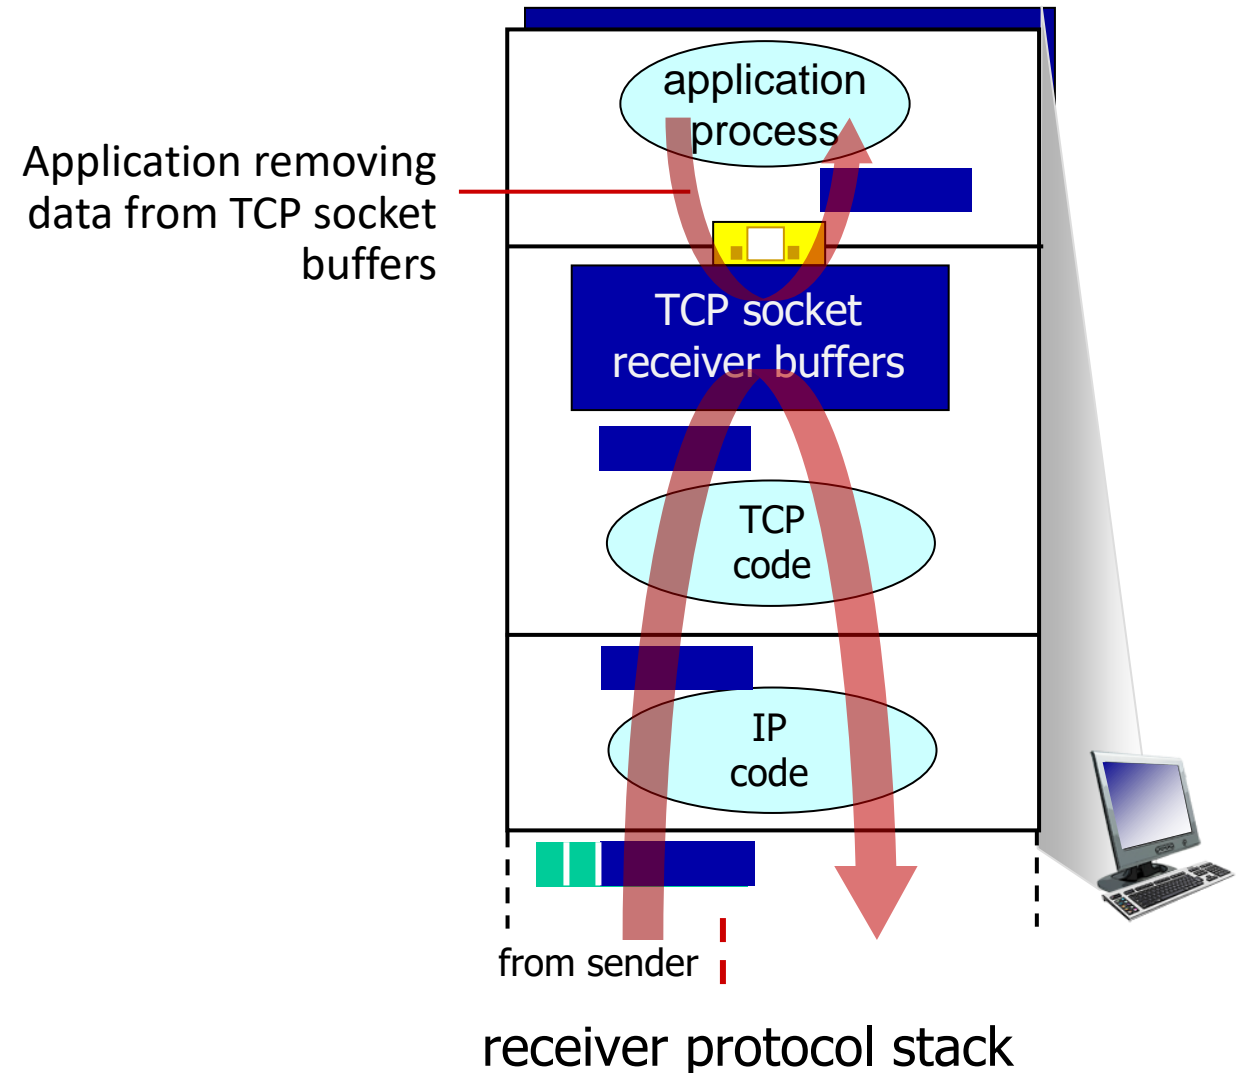 application
process
Application removing
data from TCP socket
buffers
TCP socket
receiver buffers
TCP
code
IP
code
from sender
receiver protocol stack